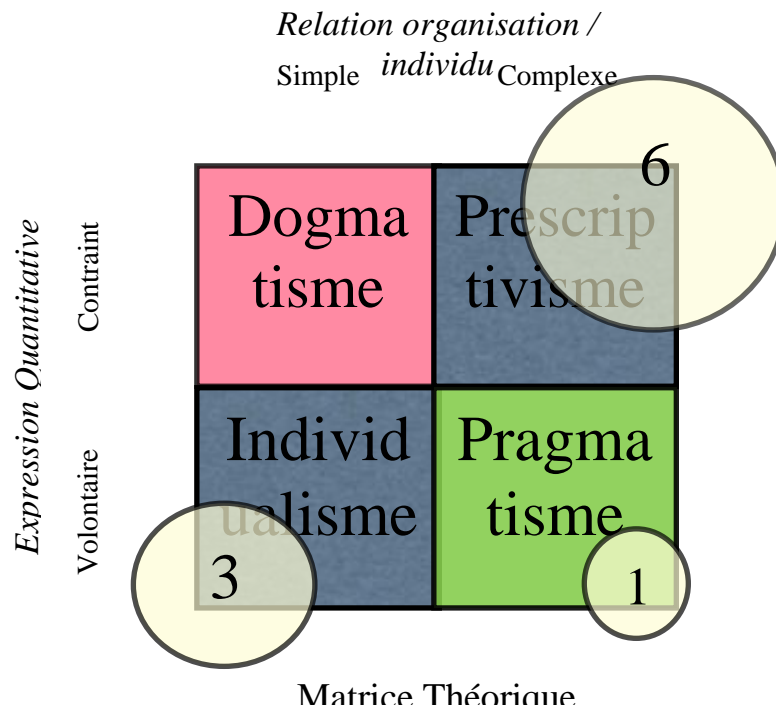 Relation organisation /
individu
Simple
Complexe
6
Dogma
tisme
Prescrip
tivisme
Expression Quantitative
Contraint
Volontaire
Individ
ualisme
Pragma
tisme
3
1
Matrice Théorique